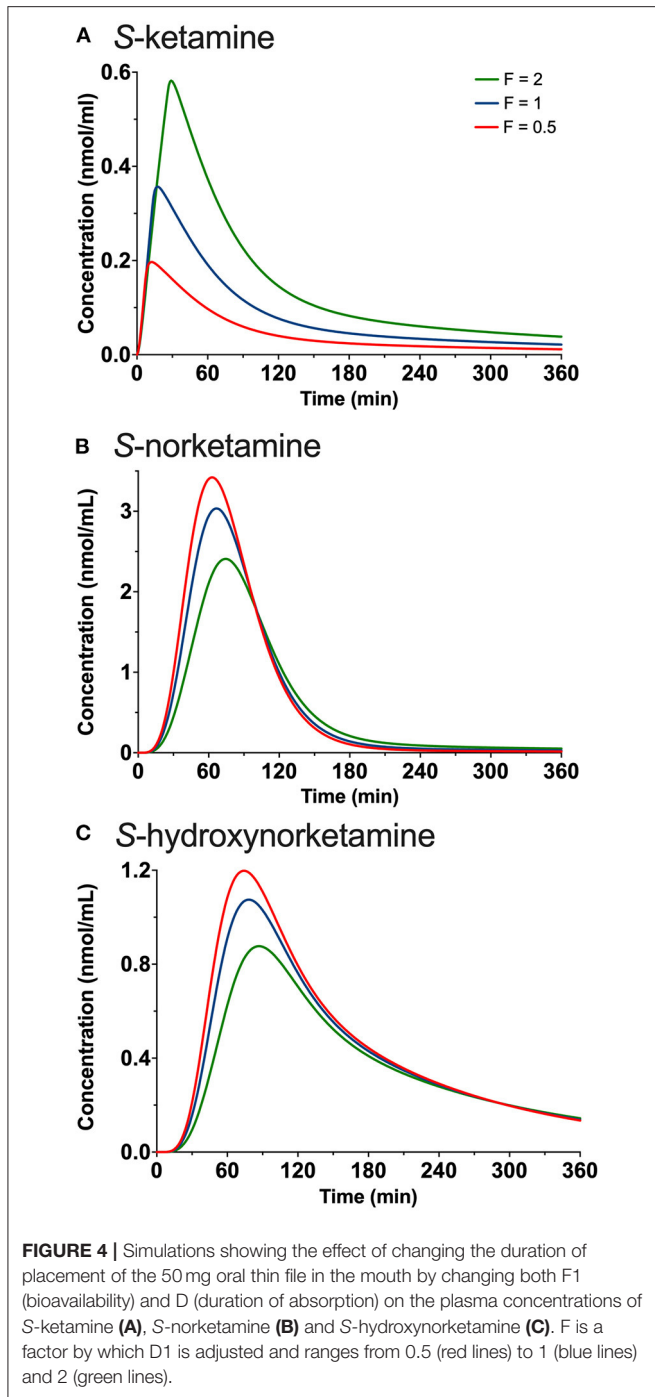 A S-ketamine
0.6
0.4
0.2
0.0
Concentration (nmol/ml)
F = 2
F = 1
F = 0.5
0 60 120 180 240 300 360
Time (min)
B S-norketamine
3
2
1
0
Concentration (nmol/mL)
0 60 120 180 240 300 360
Time (min)
C S-hydroxynorketamine
1.2
0.8
0.4
0.0
Concentration (nmol/mL)
0 60 120 180 240 300 360
Time (min)
FIGURE 4 | Simulations showing the effect of changing the duration of
placement of the 50 mg oral thin file in the mouth by changing both F1
(bioavailability) and D (duration of absorption) on the plasma concentrations of
S-ketamine (A), S-norketamine (B) and S-hydroxynorketamine (C). F is a
factor by which D1 is adjusted and ranges from 0.5 (red lines) to 1 (blue lines)
and 2 (green lines).